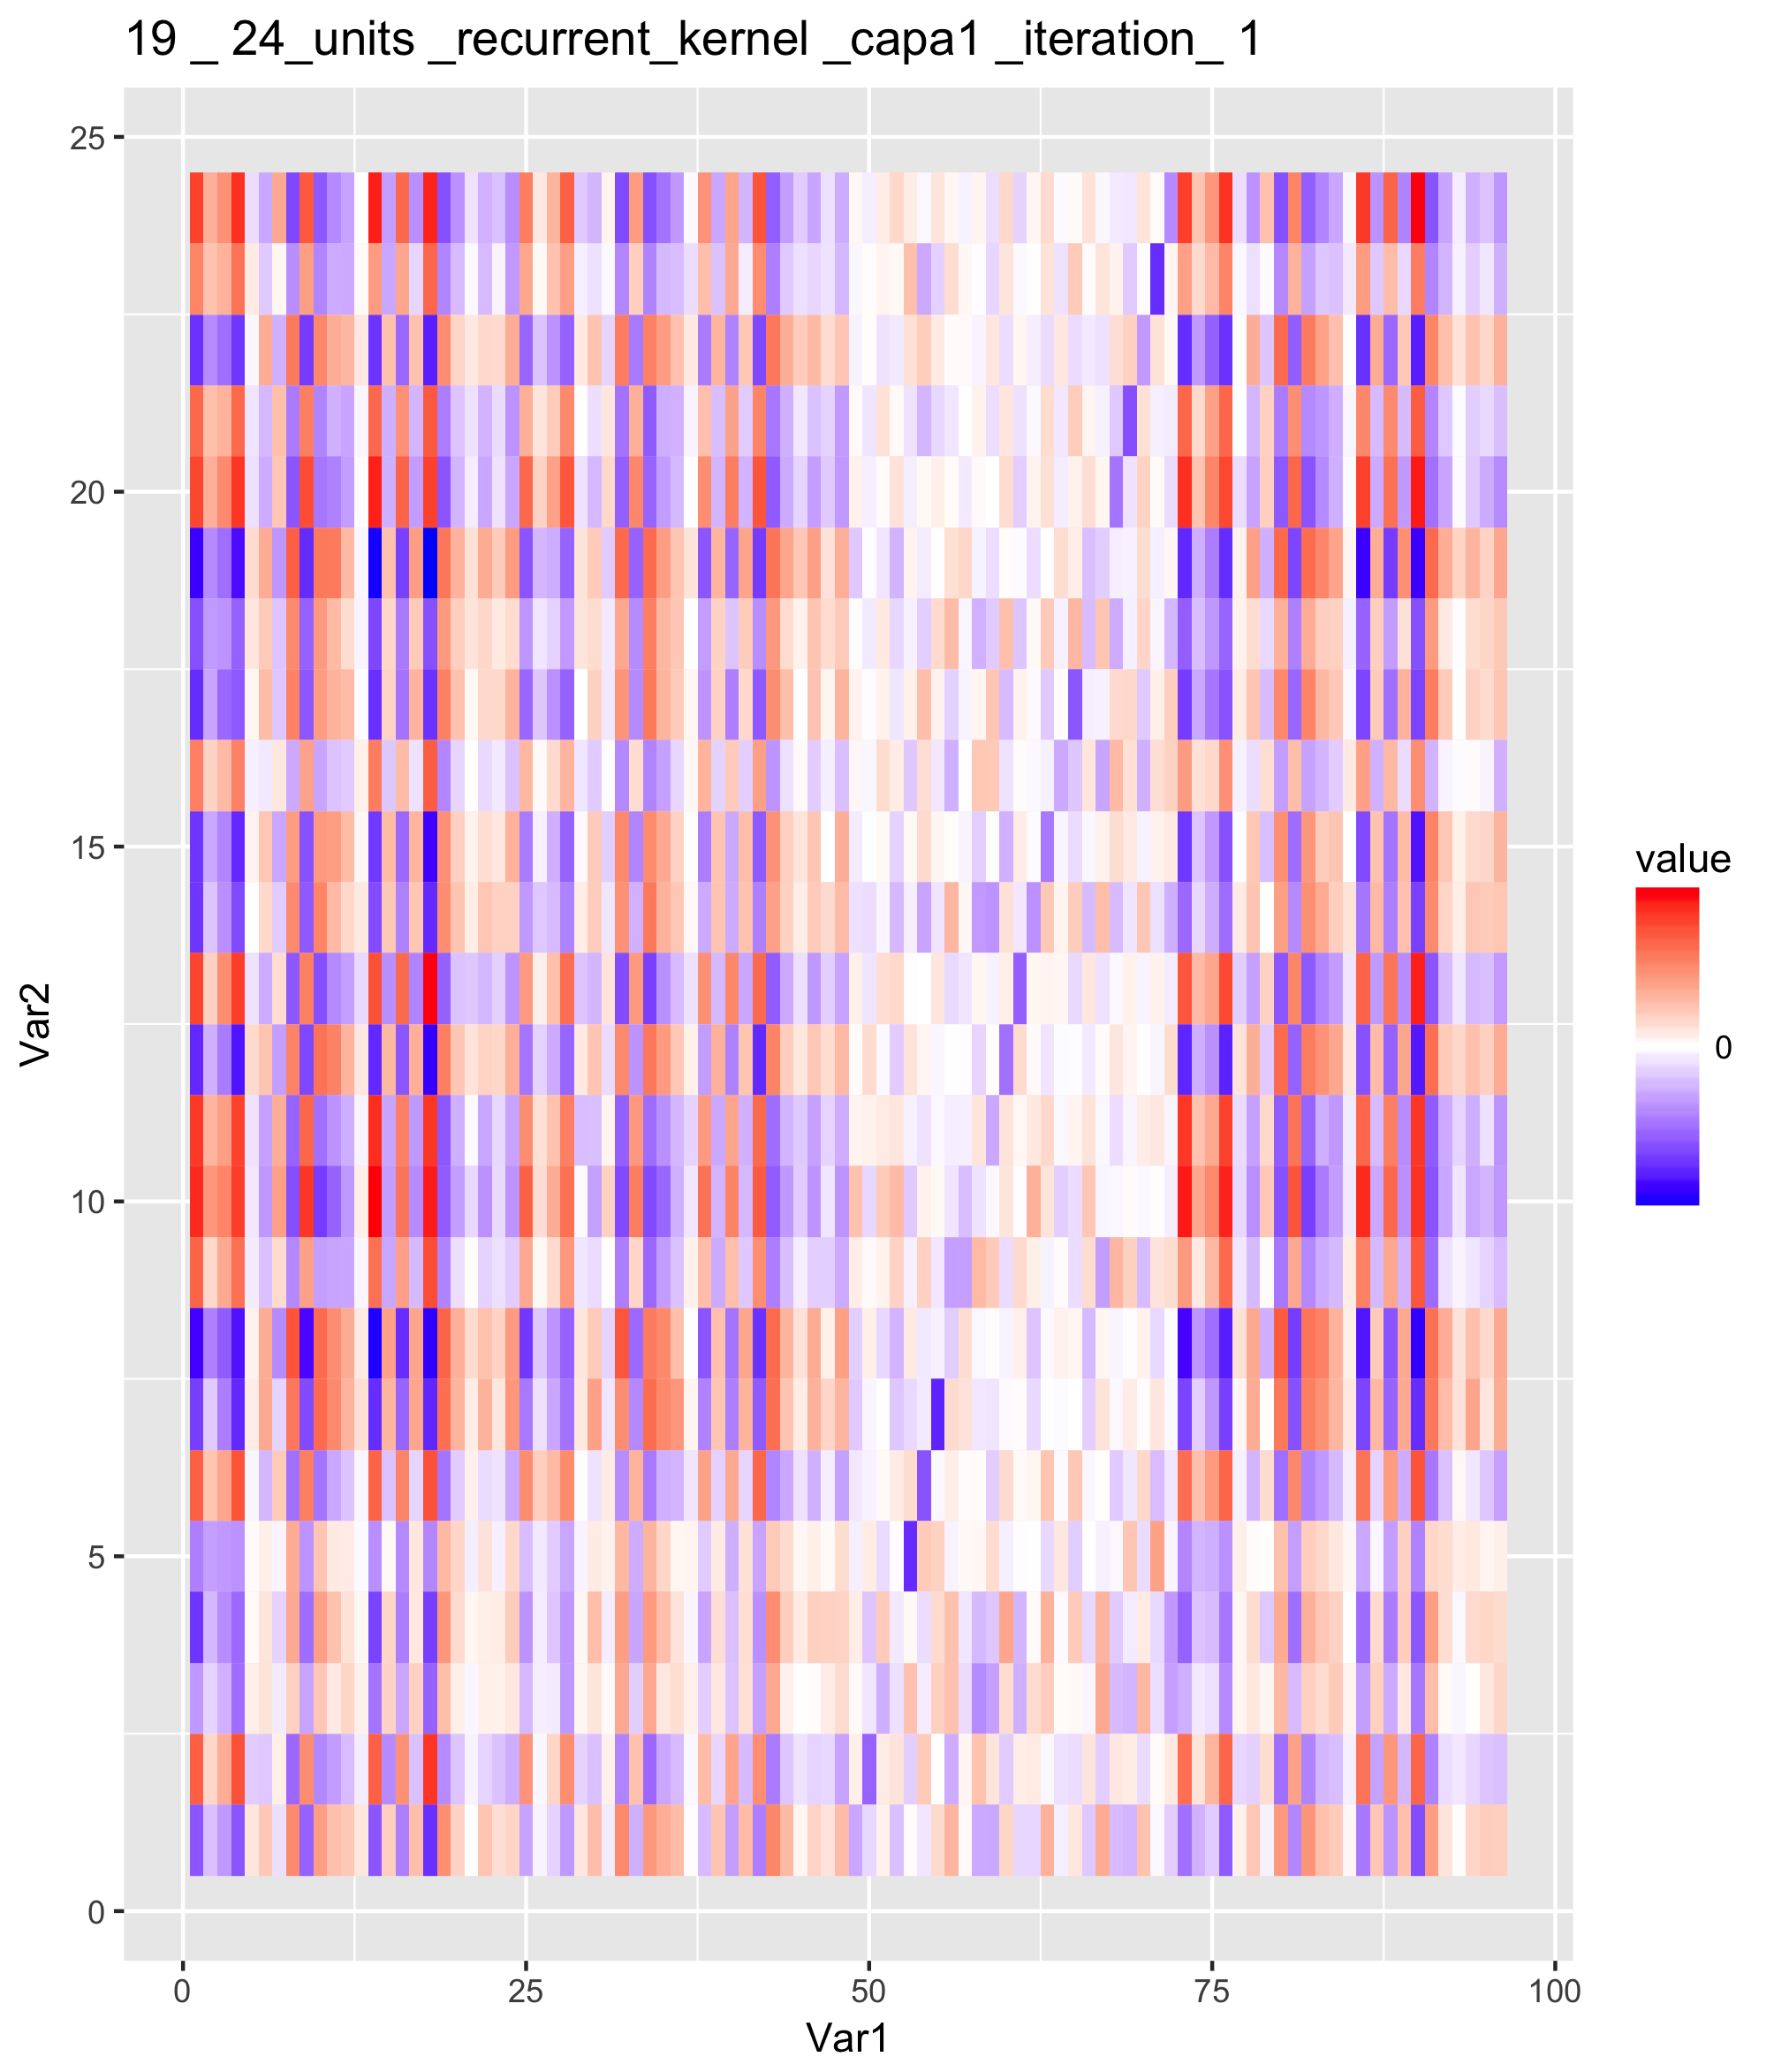 19 _ 24_units _recurrent_kernel _capa1 _iteration_ 1
25
20
15
10
5
0
Var2
0 25 50 75 100
Var1
value
0